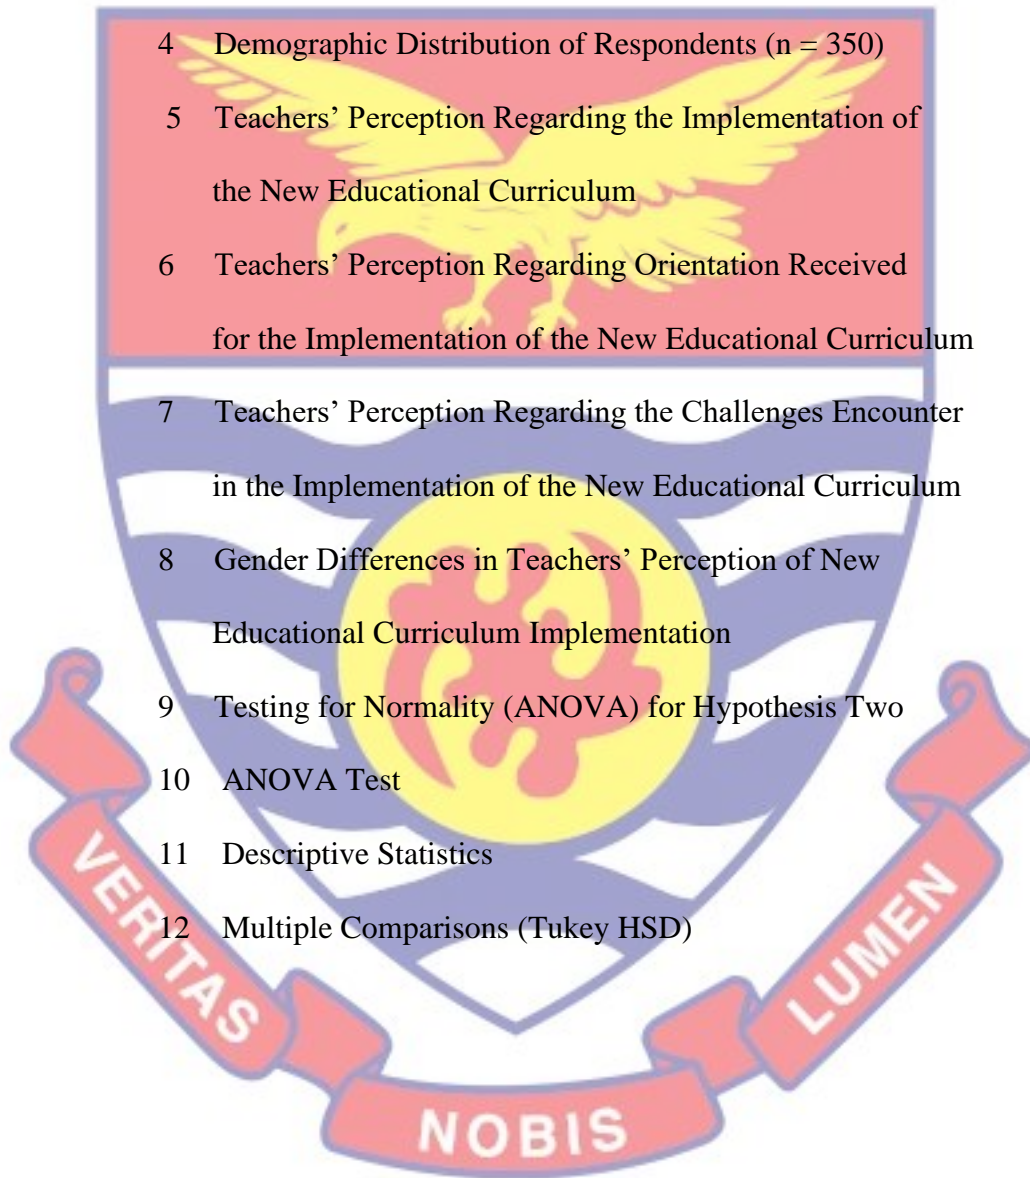 4 Demographic Distribution of Respondents (n = 350)
5 Teachers’ Perception Regarding the Implementation of
the New Educational Curriculum
6 Teachers’ Perception Regarding Orientation Received
for the Implementation of the New Educational Curriculum
7 Teachers’ Perception Regarding the Challenges Encounter
in the Implementation of the New Educational Curriculum
8 Gender Differences in Teachers’ Perception of New
Educational Curriculum Implementation
9 Testing for Normality (ANOVA) for Hypothesis Two
10 ANOVA Test
11 Descriptive Statistics
12 Multiple Comparisons (Tukey HSD)
VERITAS
NOBIS
LUMEN